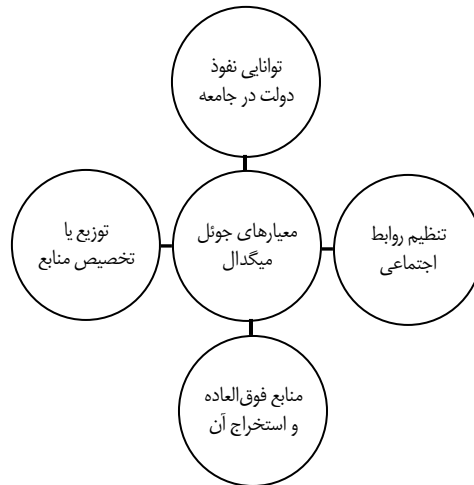 توانایی نفوذ
دولت در جامعه
تنظیم روابط
اجتماعی
معیارهای جوئل
میگدال
توزیع یا
تخصیص منابع
منابع فوق‌العاده
و استخراج آن